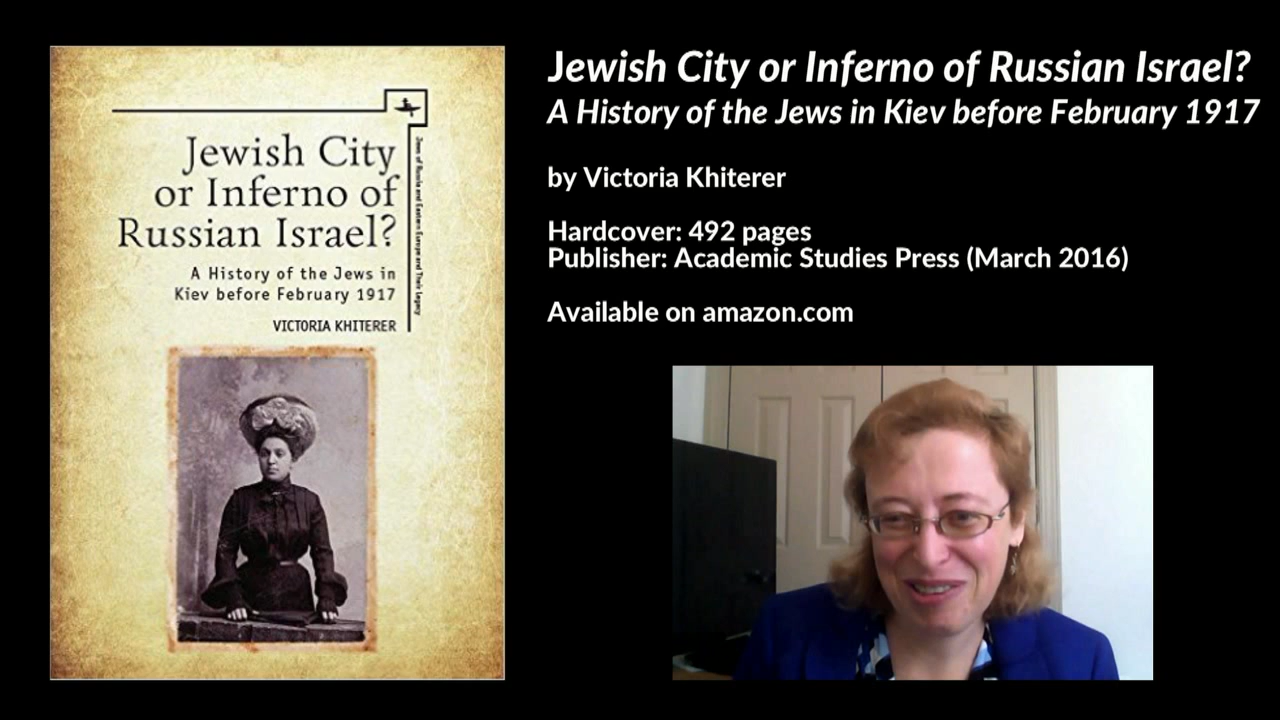 Jewish City
or Inferno of
Russian Israel?
A History of the Jews in
Kiev before February 1917
VICTORIA KHITERER
Jews of Russia and Eastern Europe and Their Legacy
Jewish City or Inferno of Russian Israel?
A History of the Jews in Kiev before February 1917
by Victoria Khiterer
Hardcover: 492 pages
Publisher: Academic Studies Press (March 2016)
Available on amazon.com